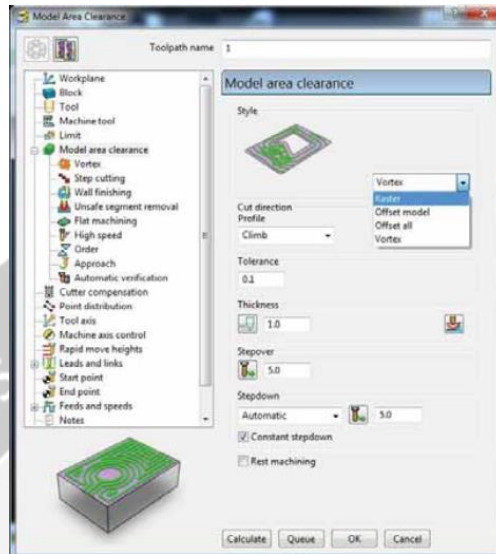 Model Area Clearance
Toolpath name 1
Workplane
Block
Tool
Machine tool
Limit
Model area clearance
Vortex
Step cutting
Wall finishing
Unsafe segment removal
Flat machining
High speed
Order
Approach
Automatic verification
Cutter compensation
Point distribution
Tool axis
Machine axis control
Rapid move heights
Leads and links
Start point
End point
Feeds and speeds
Notes
Model area clearance
Style
Vortex
Raster
Offset model
Offset all
Vortex
Cut direction
Profile
Climb
Tolerance
0.1
Thickness
1.0
Stepover
5.0
Stepdown
Automatic 5.0
Constant stepdown
Rest machining
Calculate Queue OK Cancel